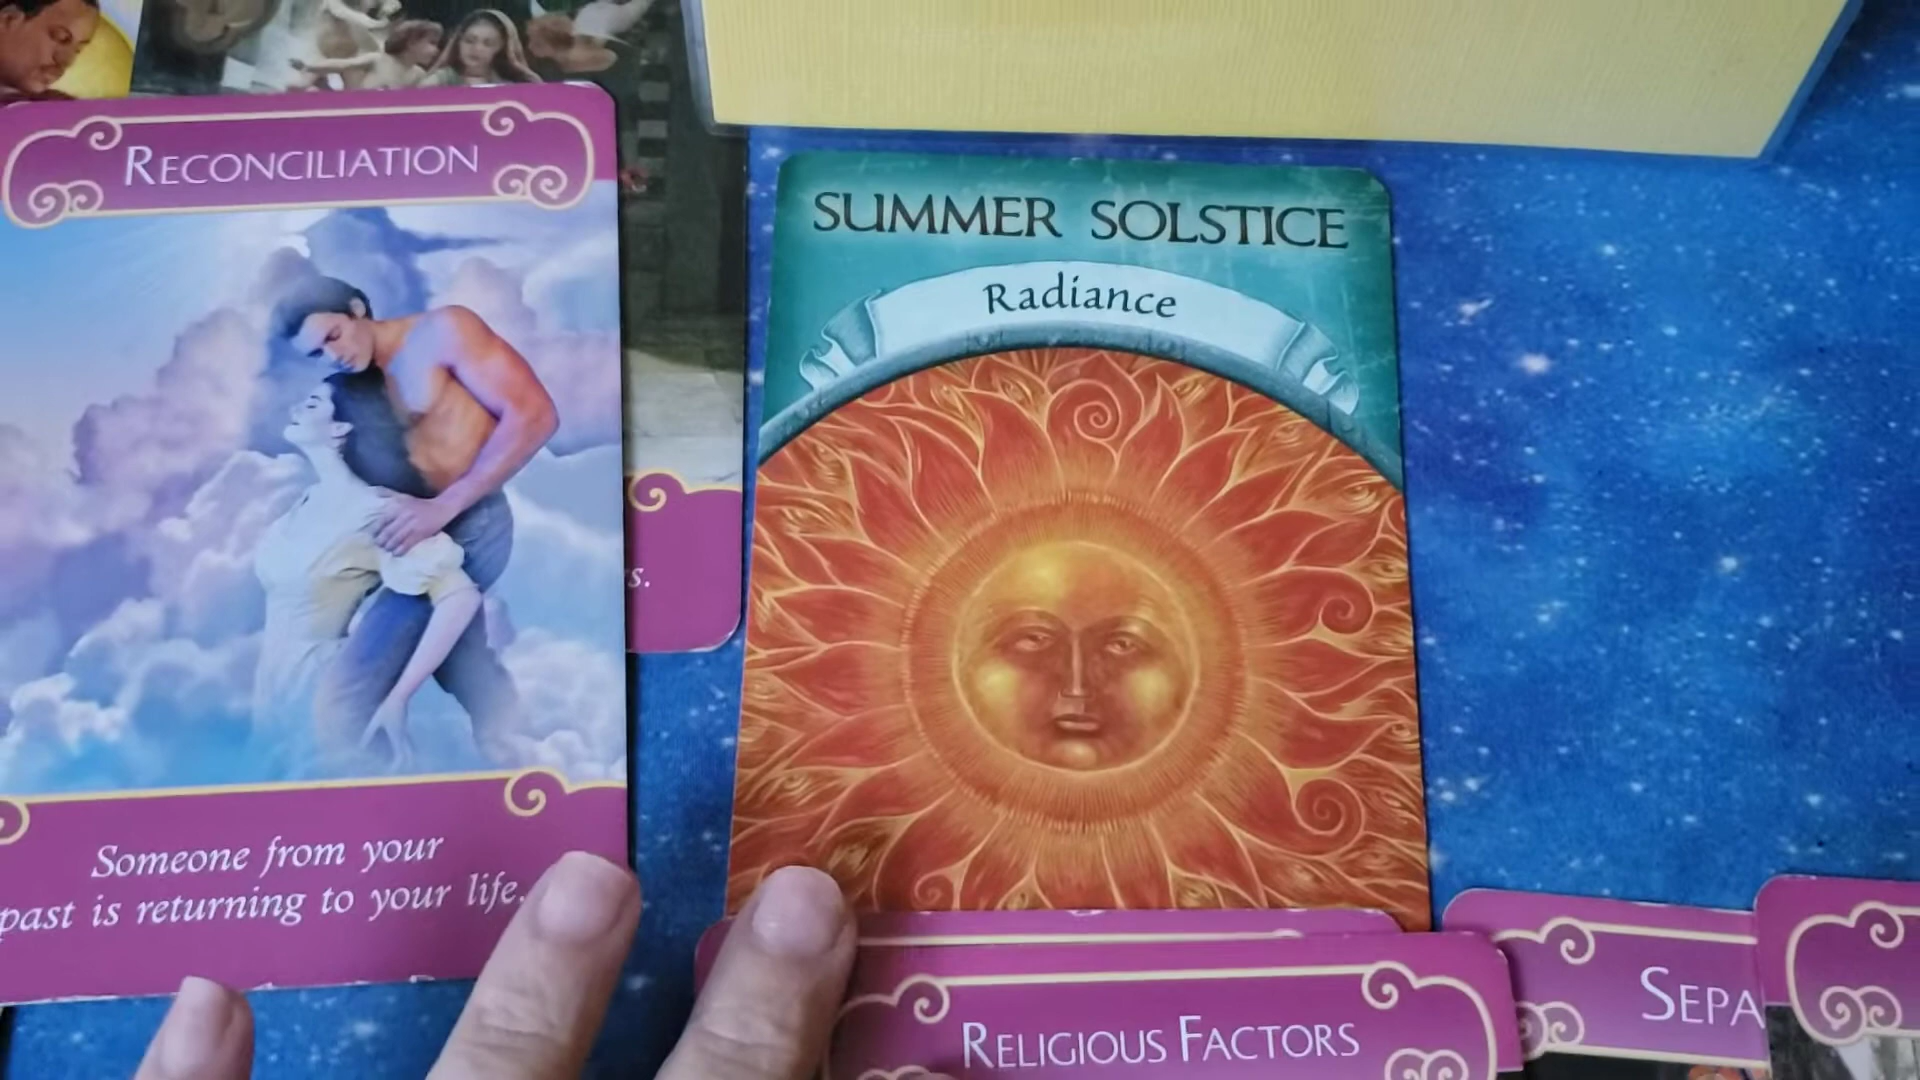 RECONCILIATION
Someone from your
past is returning to your life.
s.
SUMMER SOLSTICE
Radiance
RELIGIOUS FACTORS
SEPA